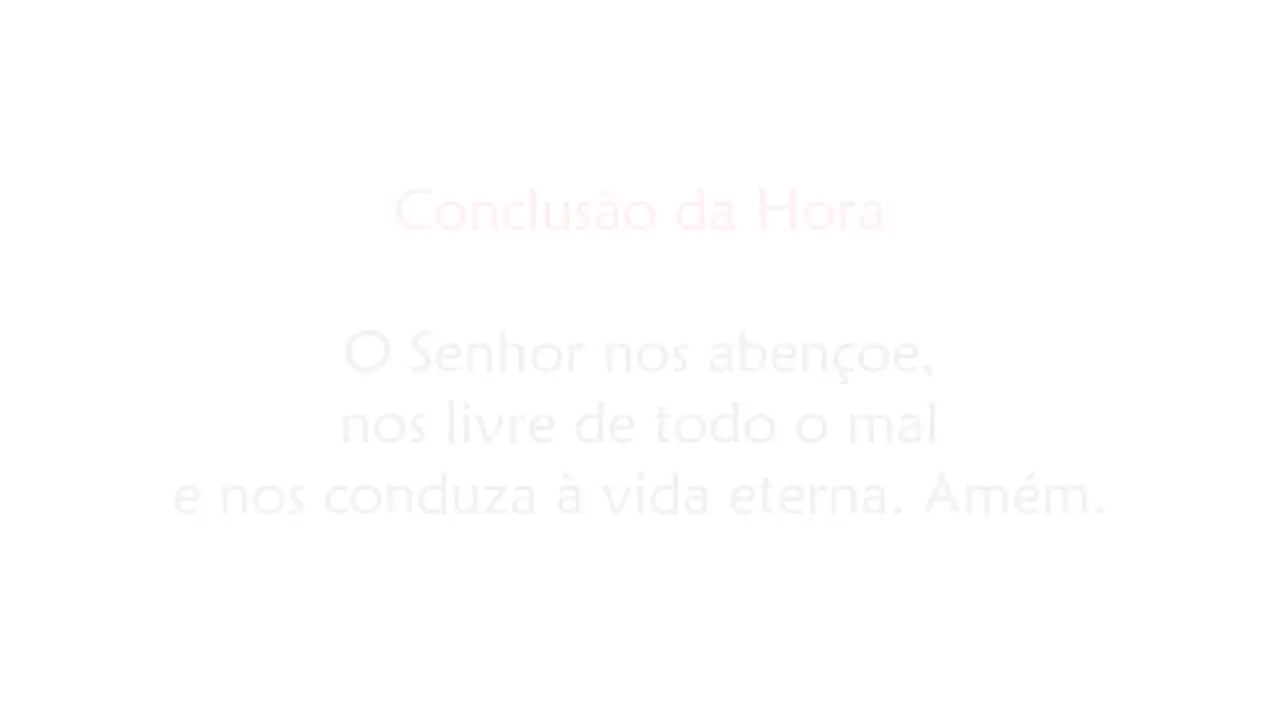 Conclusão da Hora
O Senhor nos abençoe,
nos livre de todo o mal
e nos conduza à vida eterna. Amém.